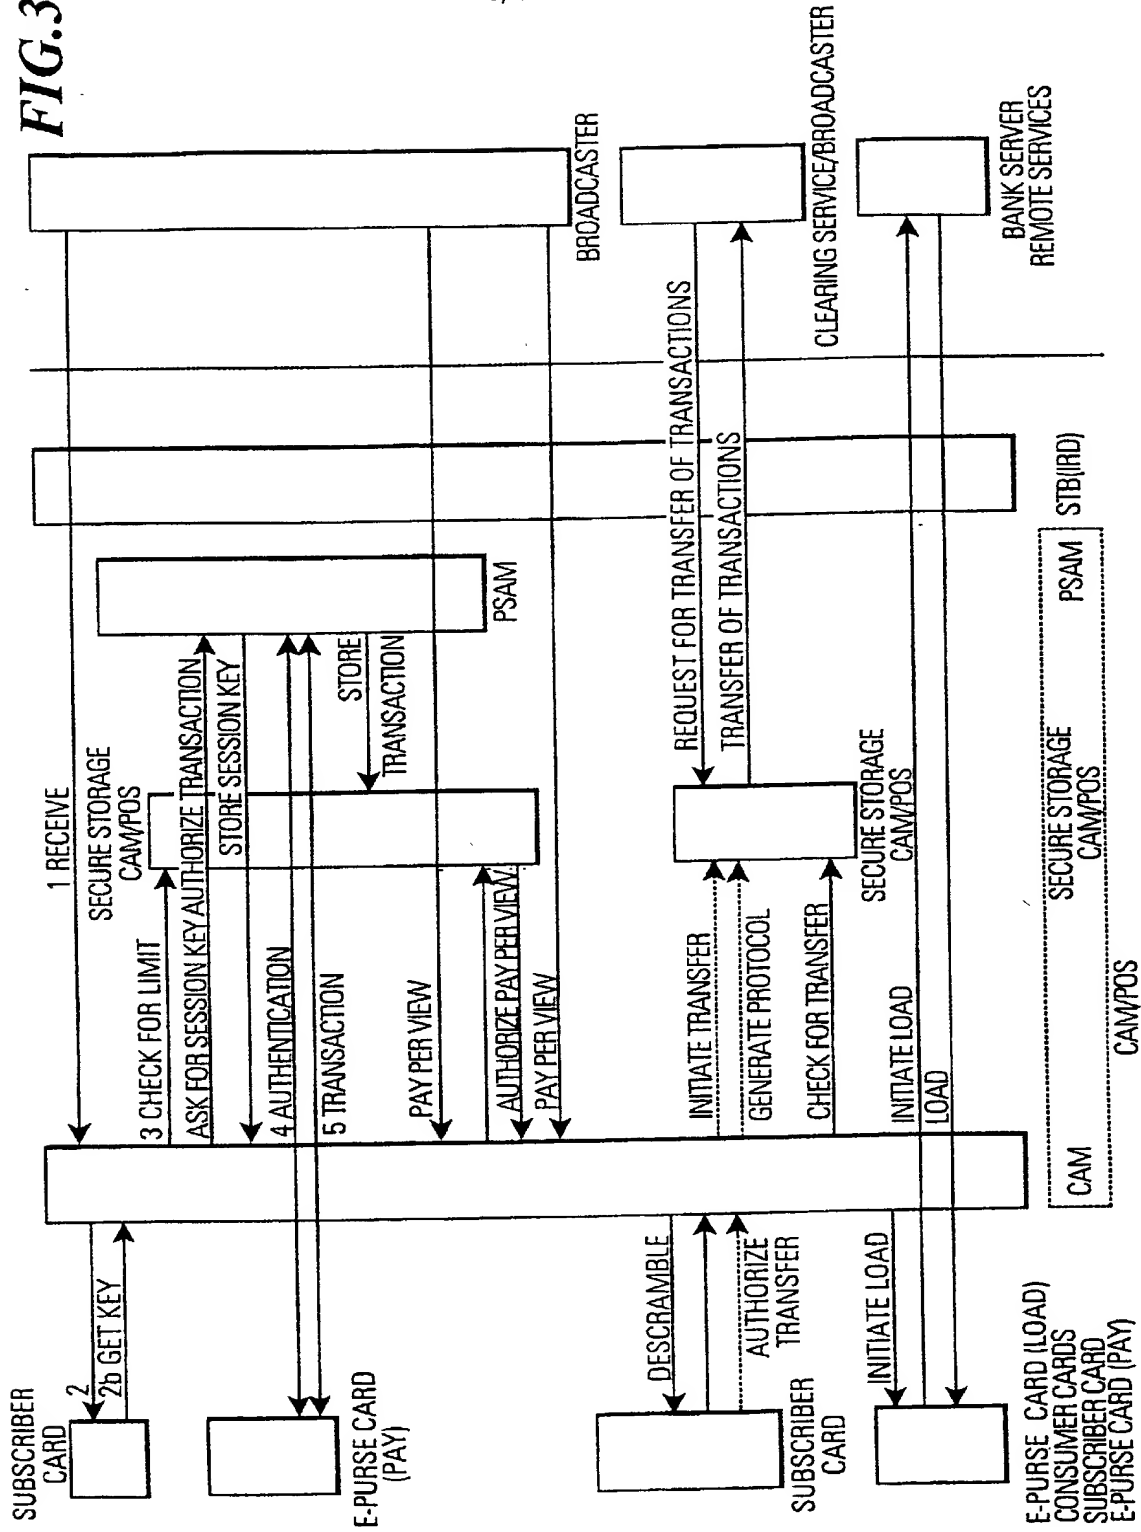 FIG.3
SUBSCRIBER
CARD
2
2b GET KEY
E-PURSE CARD
(PAY)
DESCRAMBLE
AUTHORIZE
TRANSFER
SUBSCRIBER
CARD
INITIATE LOAD
E-PURSE CARD (LOAD)
CONSUMER CARDS
SUBSCRIBER CARD
E-PURSE CARD (PAY)
1 RECEIVE
SECURE STORAGE
CAM/POS
3 CHECK FOR LIMIT
ASK FOR SESSION KEY AUTHORIZE TRANSACTION
STORE SESSION KEY
4 AUTHENTICATION
5 TRANSACTION
STORE
TRANSACTION
PSAM
PAY PER VIEW
AUTHORIZE PAY PER VIEW
PAY PER VIEW
INITIATE TRANSFER
GENERATE PROTOCOL
CHECK FOR TRANSFER
REQUEST FOR TRANSFER OF TRANSACTIONS
TRANSFER OF TRANSACTIONS
SECURE STORAGE
CAM/POS
INITIATE LOAD
LOAD
BROADCASTER
CLEARING SERVICE/BROADCASTER
BANK SERVER
REMOTE SERVICES
CAM
SECURE STORAGE
CAM/POS
PSAM
STB(IRD)
CAM/POS